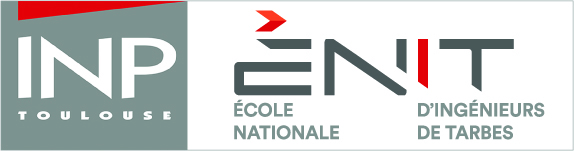 INP
TOULOUSE
ÈNIT
ÉCOLE
NATIONALE
D'INGÉNIEURS
DE TARBES